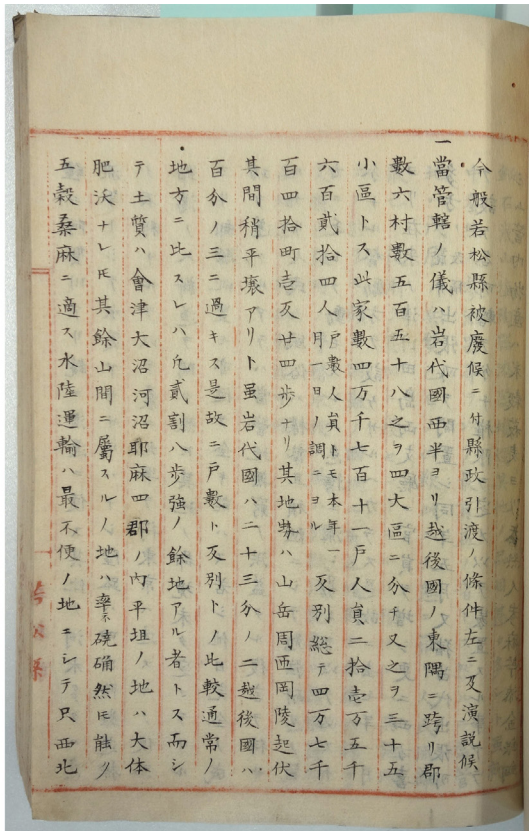 今般若松縣被廢候ニ付縣政引渡ノ條件左ニ及演説候
一當管轄ノ儀ハ岩代國西半ヨリ越後國ノ東隅ニ跨リ郡
數六村數五百五十八之ヲ四大區ニ分チ又之ヲ三十五
小區トス此家數四万千七百十一戸人員二拾壱万五千
六百貳拾四人戸數人員トモ本年一月一日ノ調ニヨル反別総テ四万七千
百四拾町壱反廿四歩ナリ其地勢ハ山岳周匝岡陵起伏
其間稍平壌アリト雖岩代國ハ二十三分ノ二越後國ハ
百分ノ三ニ過キス是故ニ戸數ト反別トノ比較通常ノ
地方ニ比スレハ凡貳割八歩強ノ餘地アル者トス而シ
テ土質ハ會津大沼河沼耶麻四郡ノ内平坦ノ地ハ大体
肥沃ナレ𪜈其餘山間ニ屬スルノ地ハ率子磽确然𪜈能ク
五穀桑麻ニ適ス水陸運輸ハ最不便ノ地ニシテ只西北
若松縣